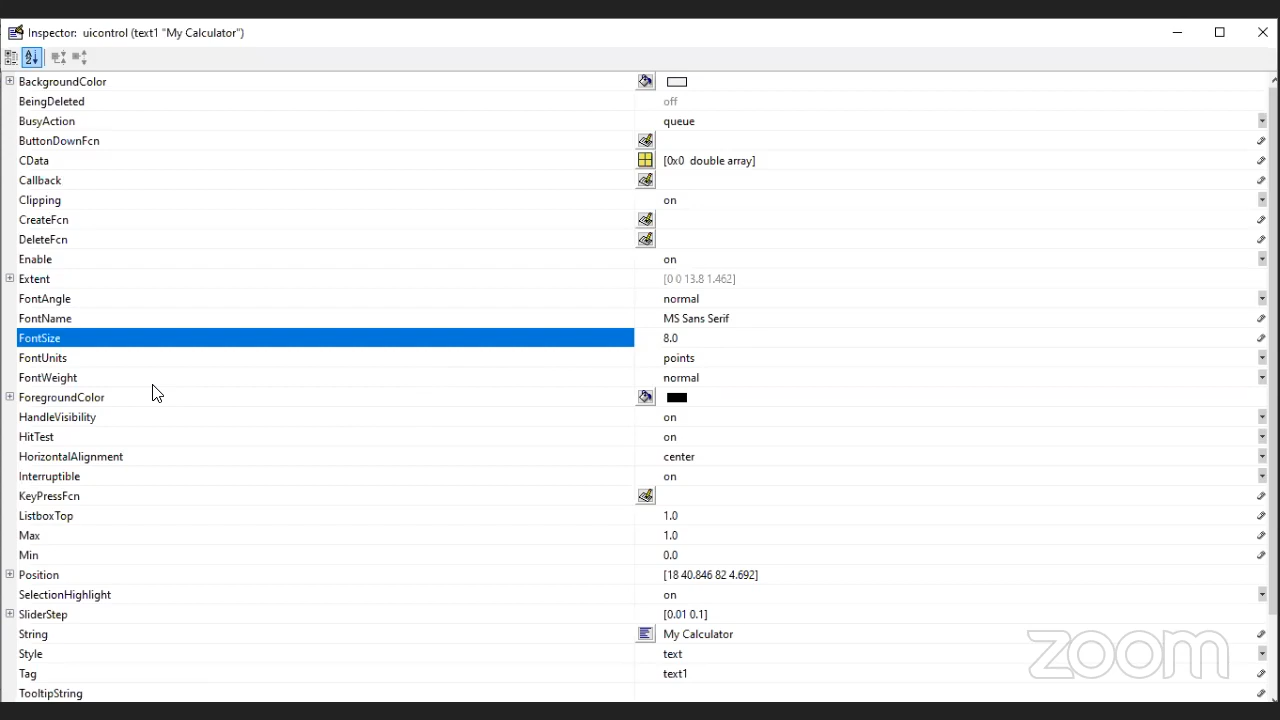 Inspector: uicontrol (text1 "My Calculator")
BackgroundColor
BeingDeleted off
BusyAction queue
ButtonDownFcn
CData [0x0 double array]
Callback
Clipping on
CreateFcn
DeleteFcn
Enable on
Extent [0 0 13.8 1.462]
FontAngle normal
FontName MS Sans Serif
FontSize 8.0
FontUnits points
FontWeight normal
ForegroundColor
HandleVisibility on
HitTest on
HorizontalAlignment center
Interruptible on
KeyPressFcn
ListboxTop 1.0
Max 1.0
Min 0.0
Position [18 40.846 82 4.692]
SelectionHighlight on
SliderStep [0.01 0.1]
String My Calculator
Style text
Tag text1
TooltipString
zoom